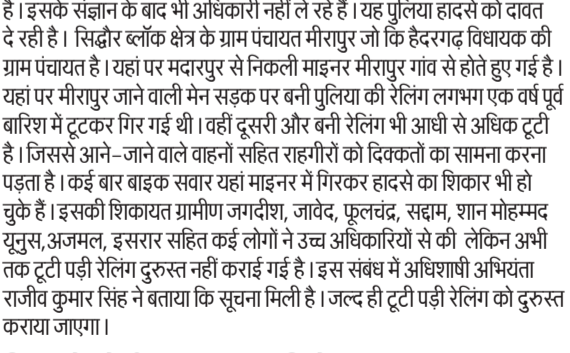 है । इसके संज्ञान के बाद भी अधिकारी नहीं ले रहे हैं । यह पुलिया हादसे को दावत
दे रही है । सिद्धौर ब्लॉक क्षेत्र के ग्राम पंचायत मीरापुर जो कि हैदरगढ़ विधायक की
ग्राम पंचायत है । यहां पर मदारपुर से निकली माइनर मीरापुर गांव से होते हुए गई है ।
यहां पर मीरापुर जाने वाली मेन सड़क पर बनी पुलिया की रेलिंग लगभग एक वर्ष पूर्व
बारिश में टूटकर गिर गई थी । वहीं दूसरी और बनी रेलिंग भी आधी से अधिक टूटी
है । जिससे आने-जाने वाले वाहनों सहित राहगीरों को दिक्कतों का सामना करना
पड़ता है । कई बार बाइक सवार यहां माइनर में गिरकर हादसे का शिकार भी हो
चुके हैं । इसकी शिकायत ग्रामीण जगदीश, जावेद, फूलचंद्र, सद्दाम, शान मोहम्मद
यूनुस,अजमल, इसरार सहित कई लोगों ने उच्च अधिकारियों से की लेकिन अभी
तक टूटी पड़ी रेलिंग दुरुस्त नहीं कराई गई है । इस संबंध में अधिशाषी अभियंता
राजीव कुमार सिंह ने बताया कि सूचना मिली है । जल्द ही टूटी पड़ी रेलिंग को दुरुस्त
कराया जाएगा ।